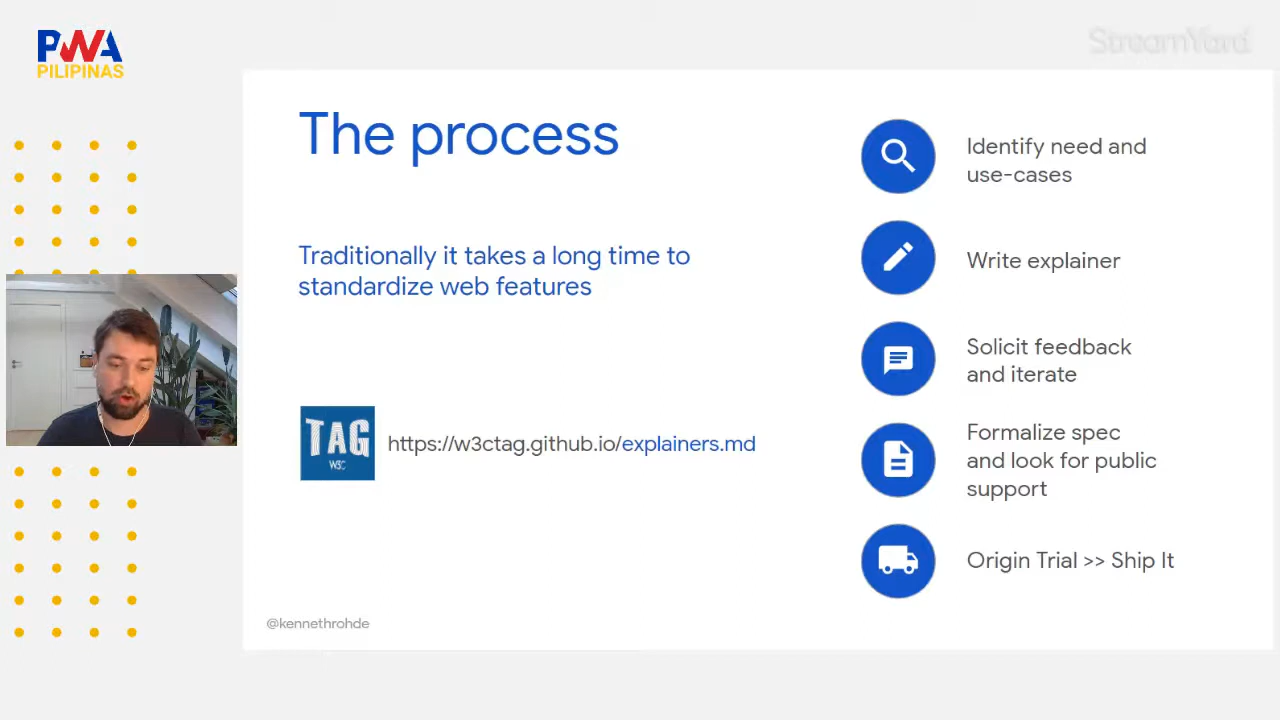 PWA
PILIPINAS
StreamYard
The process
Traditionally it takes a long time to
standardize web features
TAG
W3C
https://w3ctag.github.io/explainers.md
@kennethrohde
Identify need and
use-cases
Write explainer
Solicit feedback
and iterate
Formalize spec
and look for public
support
Origin Trial >> Ship It